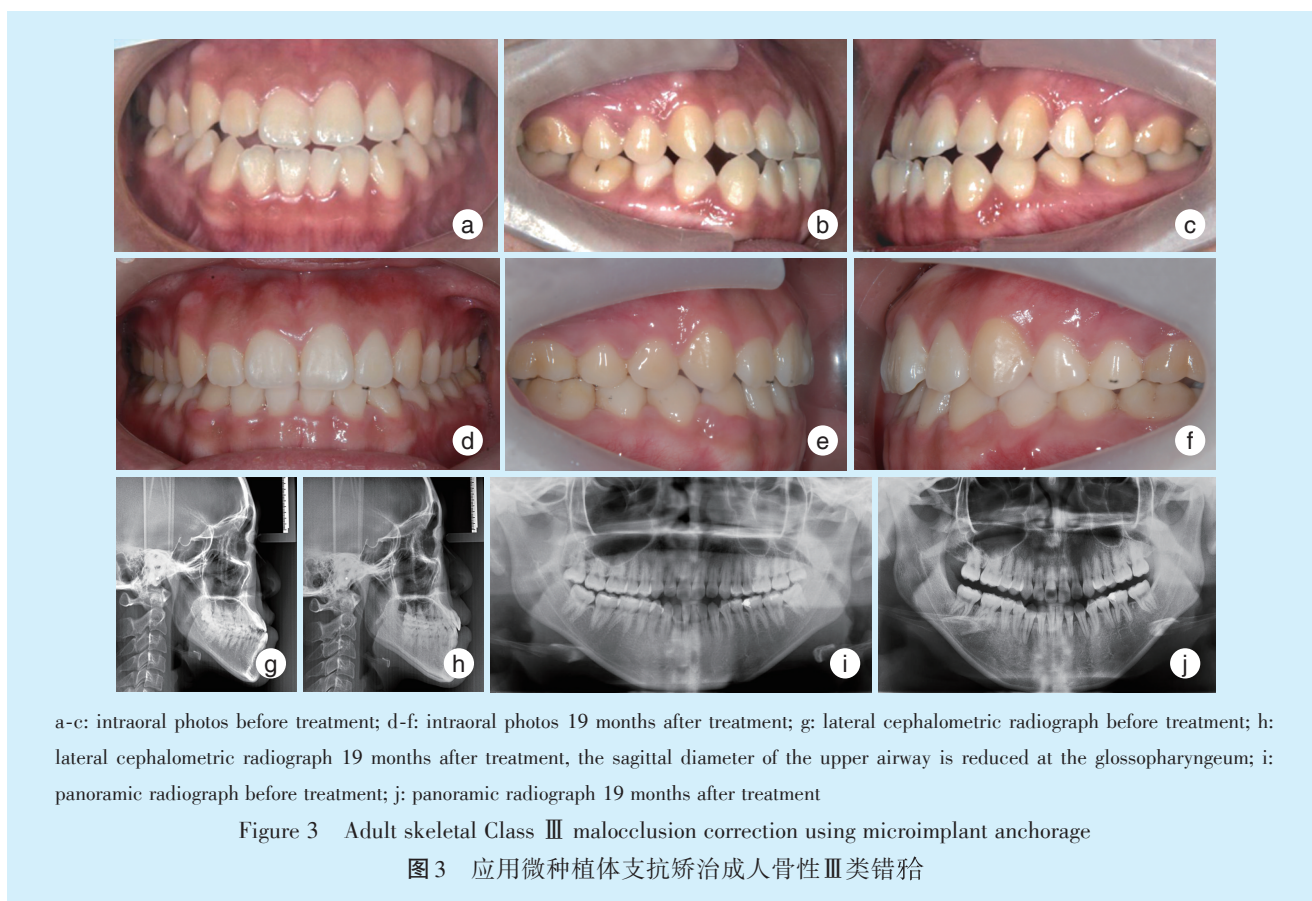 a
b
c
d
e
f
g
h
i
j
a-c: intraoral photos before treatment; d-f: intraoral photos 19 months after treatment; g: lateral cephalometric radiograph before treatment; h:
lateral cephalometric radiograph 19 months after treatment, the sagittal diameter of the upper airway is reduced at the glossopharyngeum; i:
panoramic radiograph before treatment; j: panoramic radiograph 19 months after treatment
Figure 3 Adult skeletal Class Ⅲ malocclusion correction using microimplant anchorage
图3 应用微种植体支抗矫治成人骨性Ⅲ类错𬌗